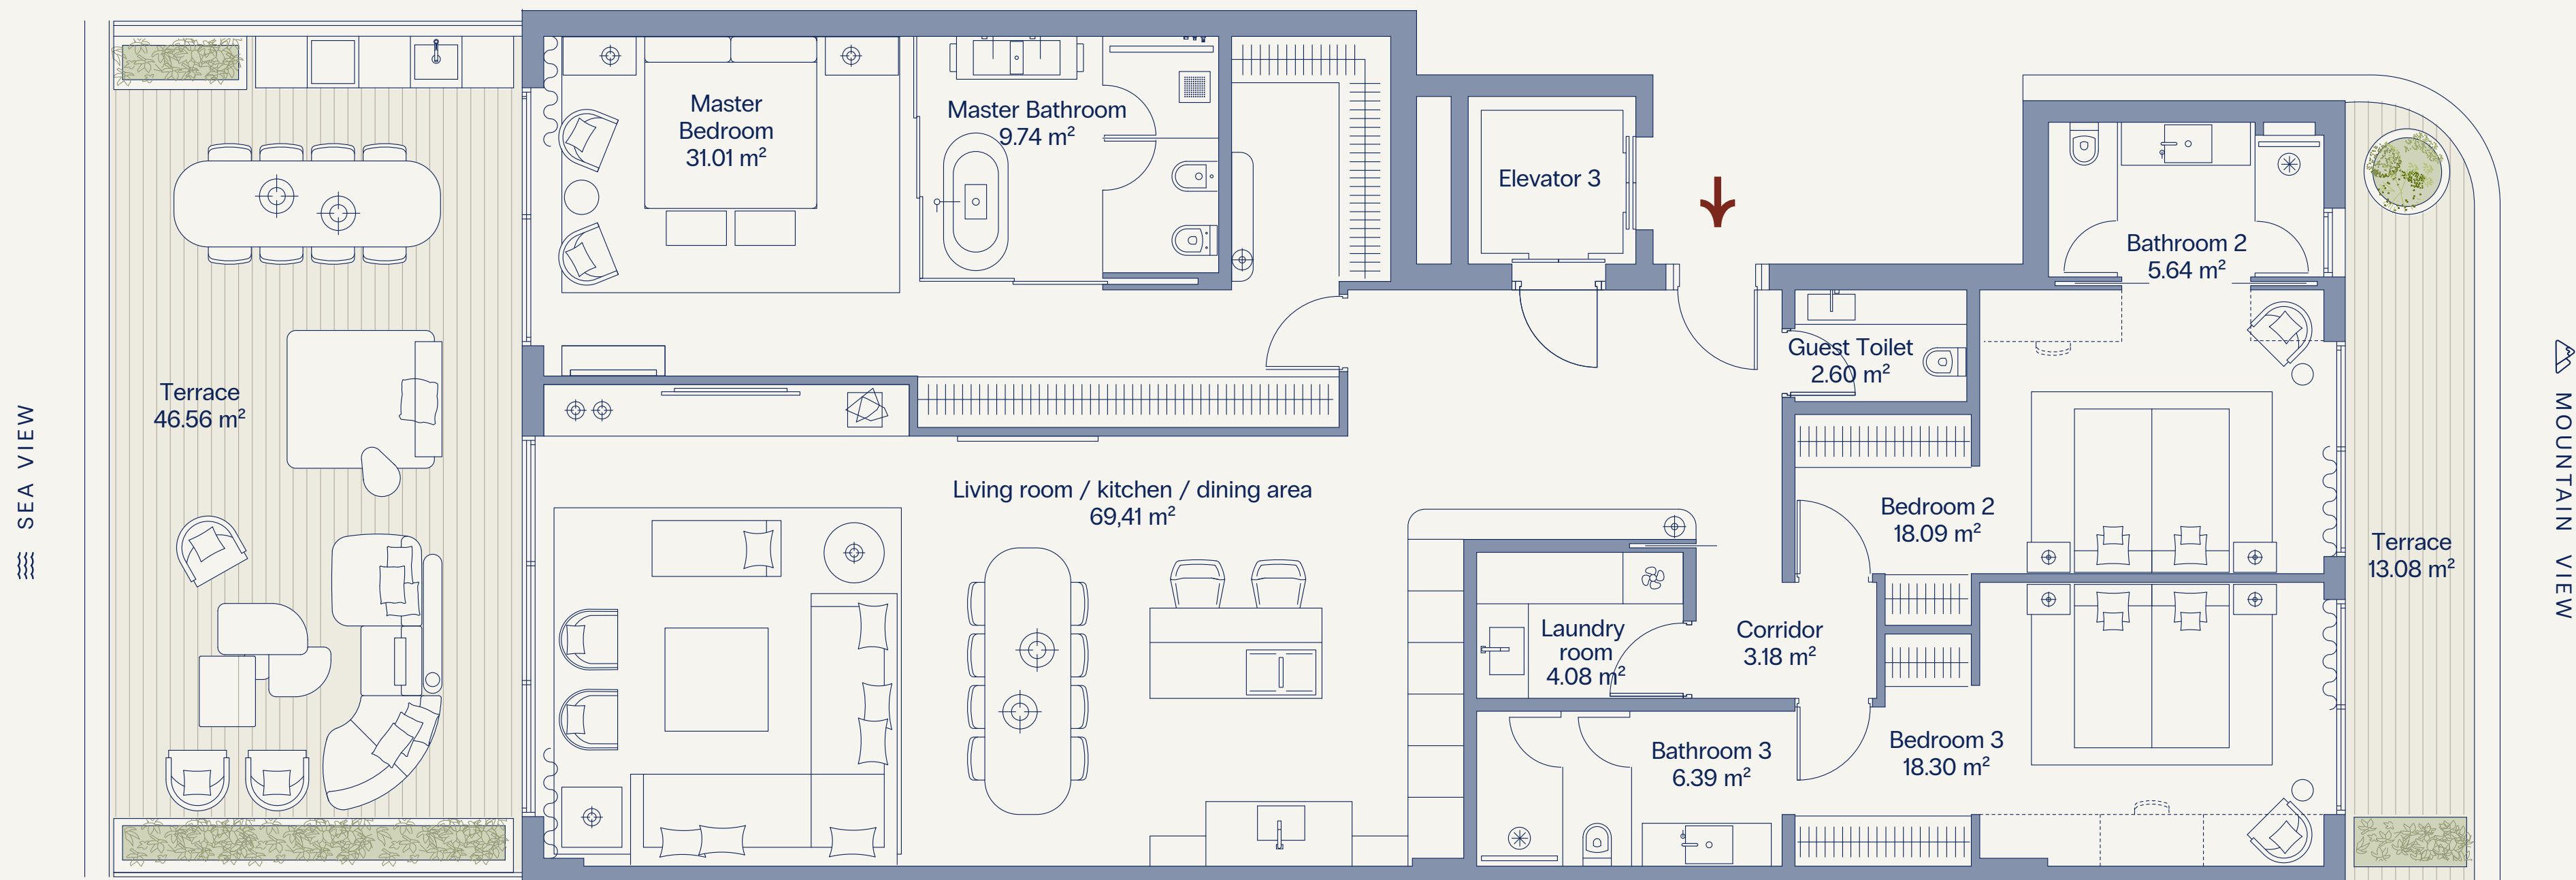 SEA VIEW
Terrace
46.56 m²
Master
Bedroom
31.01 m²
Master Bathroom
9.74 m²
Elevator 3
Bathroom 2
5.64 m²
Guest Toilet
2.60 m²
Living room / kitchen / dining area
69,41 m²
Bedroom 2
18.09 m²
Terrace
13.08 m²
Laundry
room
4.08 m²
Corridor
3.18 m²
Bathroom 3
6.39 m²
Bedroom 3
18.30 m²
MOUNTAIN VIEW